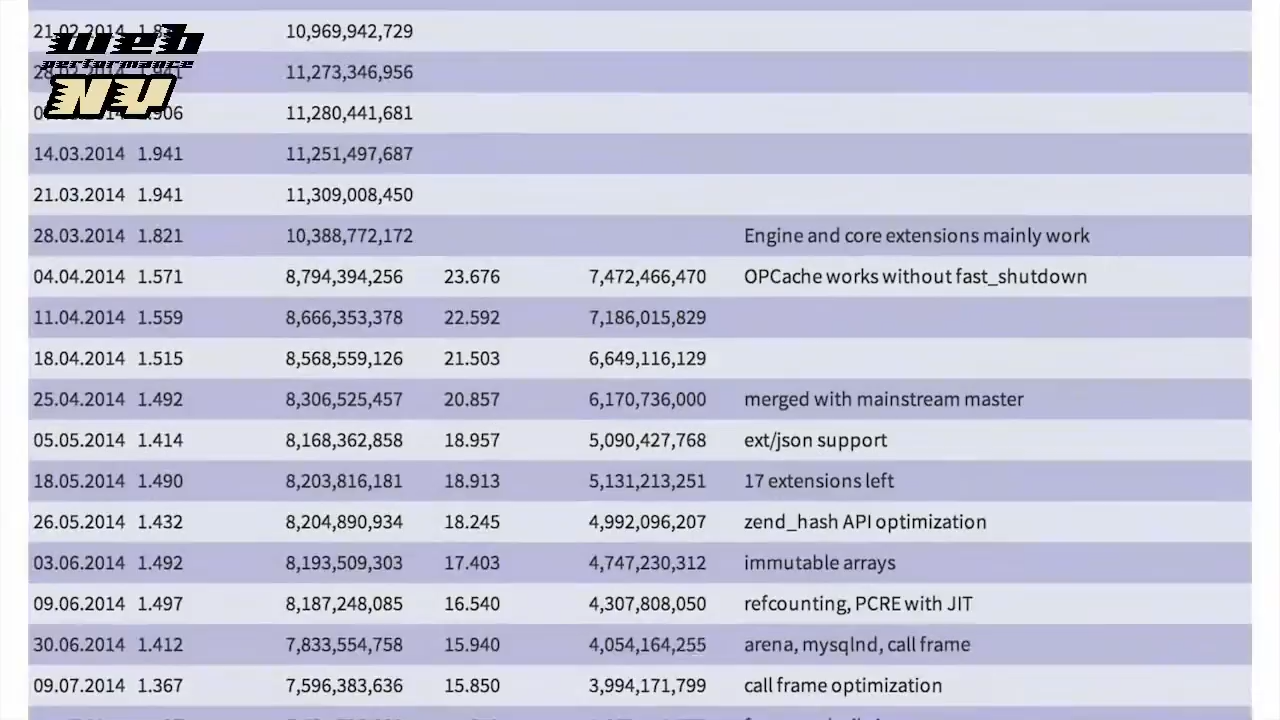 web
performance
NY
21.02.2014 10,969,942,729
28.02.2014 1.941 11,273,346,956
11,280,441,681
14.03.2014 1.941 11,251,497,687
21.03.2014 1.941 11,309,008,450
28.03.2014 1.821 10,388,772,172 Engine and core extensions mainly work
04.04.2014 1.571 8,794,394,256 23.676 7,472,466,470 OPCache works without fast_shutdown
11.04.2014 1.559 8,666,353,378 22.592 7,186,015,829
18.04.2014 1.515 8,568,559,126 21.503 6,649,116,129
25.04.2014 1.492 8,306,525,457 20.857 6,170,736,000 merged with mainstream master
05.05.2014 1.414 8,168,362,858 18.957 5,090,427,768 ext/json support
18.05.2014 1.490 8,203,816,181 18.913 5,131,213,251 17 extensions left
26.05.2014 1.432 8,204,890,934 18.245 4,992,096,207 zend_hash API optimization
03.06.2014 1.492 8,193,509,303 17.403 4,747,230,312 immutable arrays
09.06.2014 1.497 8,187,248,085 16.540 4,307,808,050 refcounting, PCRE with JIT
30.06.2014 1.412 7,833,554,758 15.940 4,054,164,255 arena, mysqlnd, call frame
09.07.2014 1.367 7,596,383,636 15.850 3,994,171,799 call frame optimization